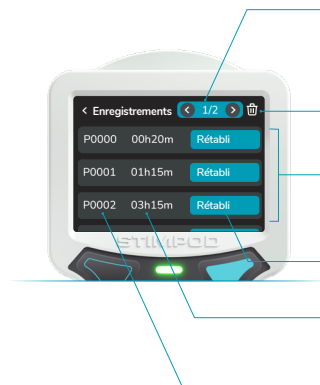 < Enregistrements < 1/2 >
P0000 00h20m Rétabli
P0001 01h15m Rétabli
P0002 03h15m Rétabli
STIMPOD